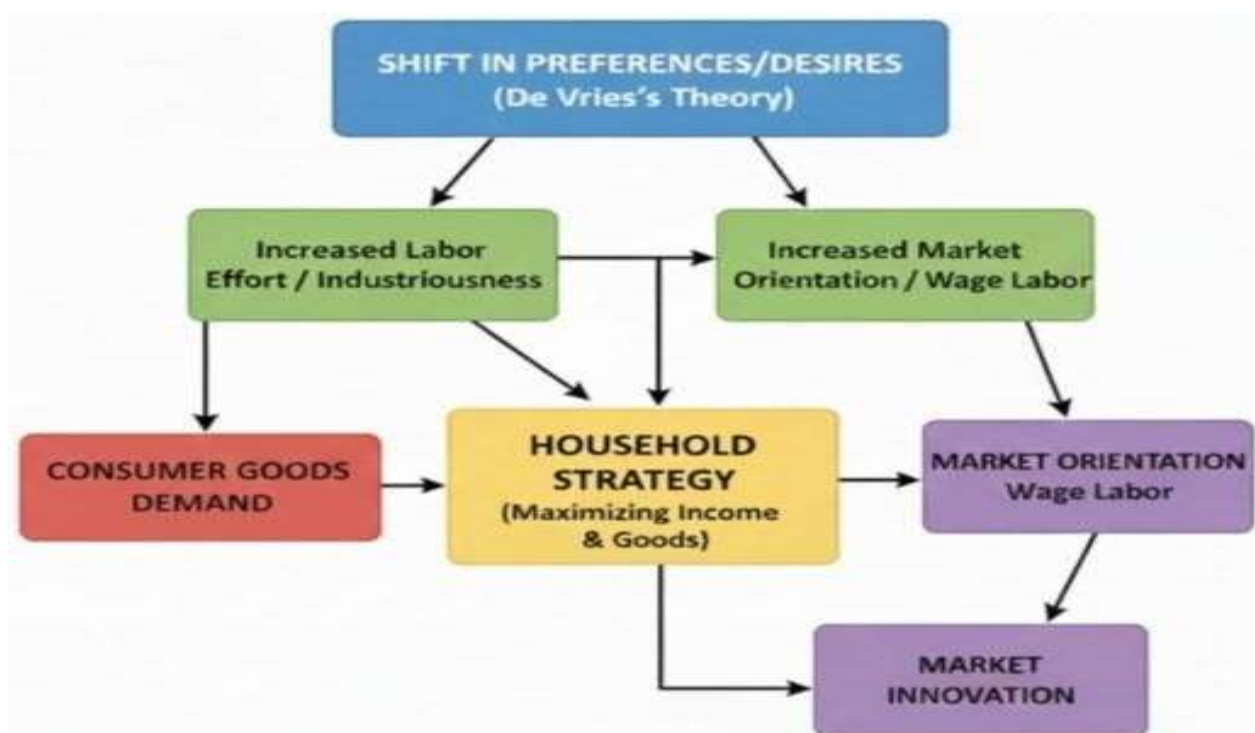 SHIFT IN PREFERENCES/DESIRES
(De Vries's Theory)
Increased Labor
Effort / Industriousness
Increased Market
Orientation / Wage Labor
CONSUMER GOODS
DEMAND
HOUSEHOLD
STRATEGY
(Maximizing Income
& Goods)
MARKET ORIENTATION
Wage Labor
MARKET
INNOVATION